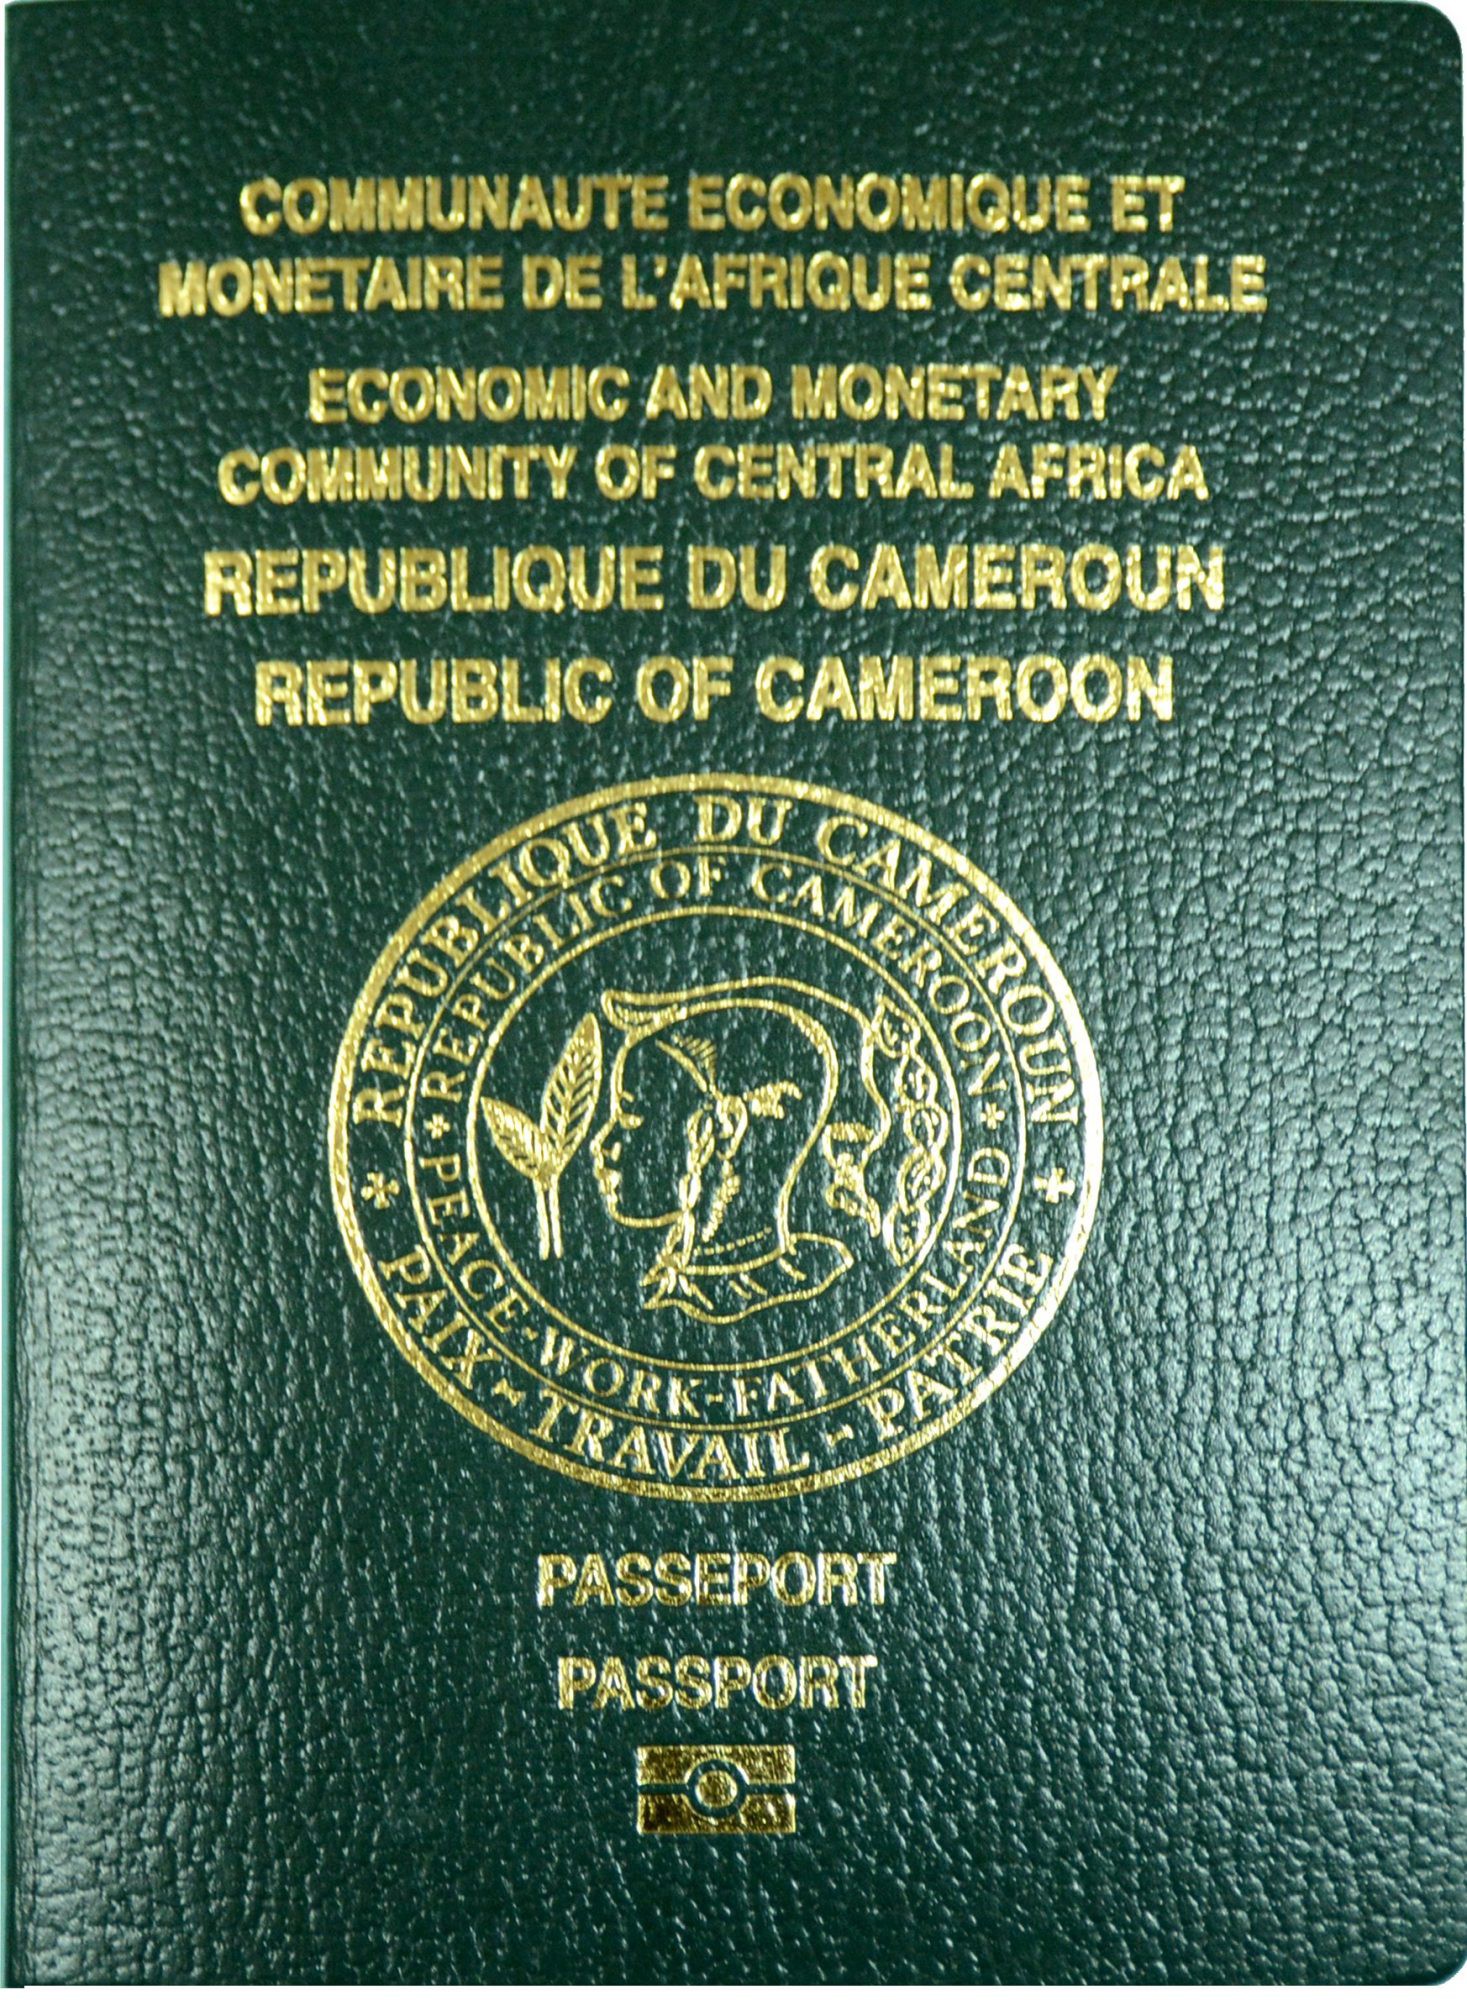 COMMUNAUTE ECONOMIQUE ET
MONETAIRE DE L'AFRIQUE CENTRALE
ECONOMIC AND MONETARY
COMMUNITY OF CENTRAL AFRICA
REPUBLIQUE DU CAMEROUN
REPUBLIC OF CAMEROON
REPUBLIQUE DU CAMEROUN
REPUBLIC OF CAMEROON
PEACE-WORK-FATHERLAND
PAIX-TRAVAIL-PATRIE
PASSEPORT
PASSPORT